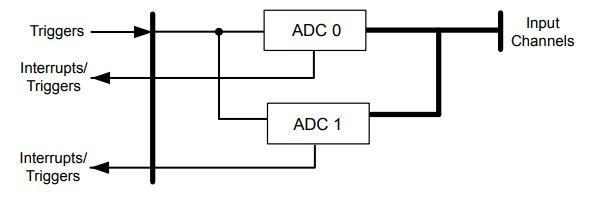 Triggers
ADC 0
Input
Channels
Interrupts/
Triggers
ADC 1
Interrupts/
Triggers